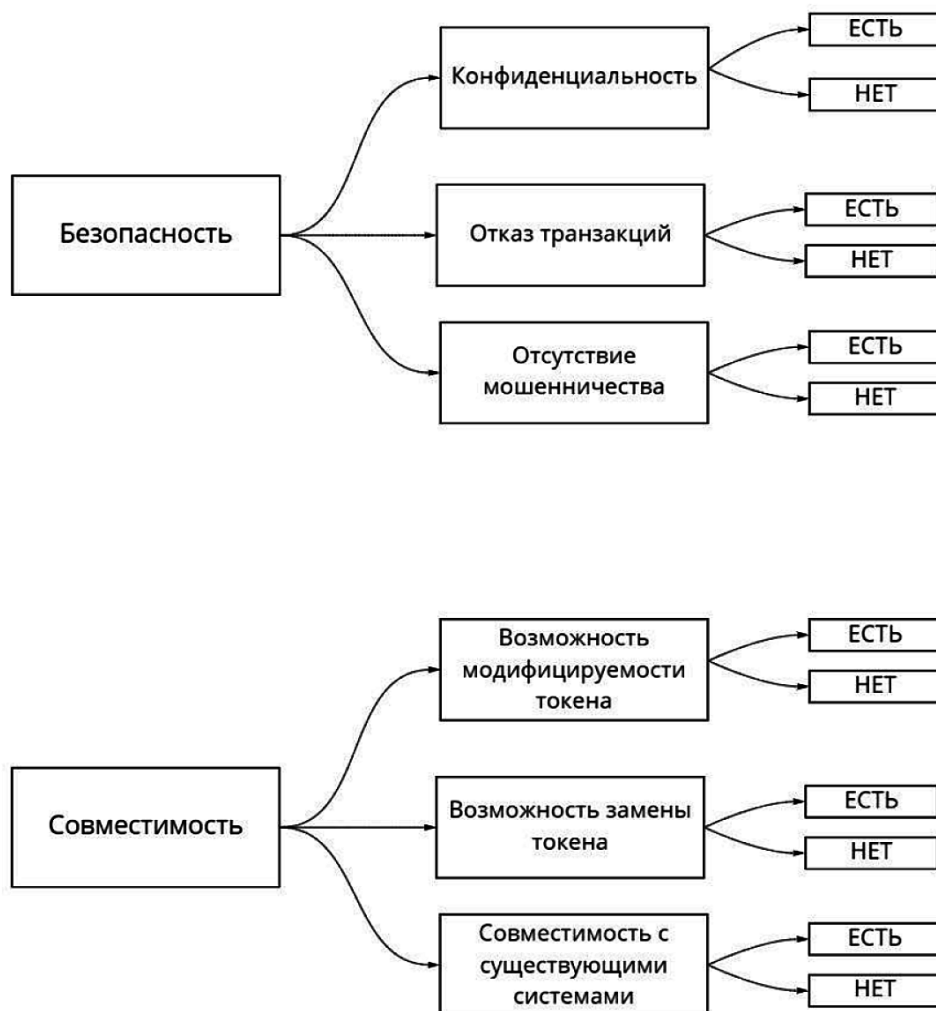 Безопасность
Конфиденциальность
ЕСТЬ
НЕТ
Отказ транзакций
ЕСТЬ
НЕТ
Отсутствие
мошенничества
ЕСТЬ
НЕТ
Совместимость
Возможность
модифицируемости
токена
ЕСТЬ
НЕТ
Возможность замены
токена
ЕСТЬ
НЕТ
Совместимость с
существующими
системами
ЕСТЬ
НЕТ